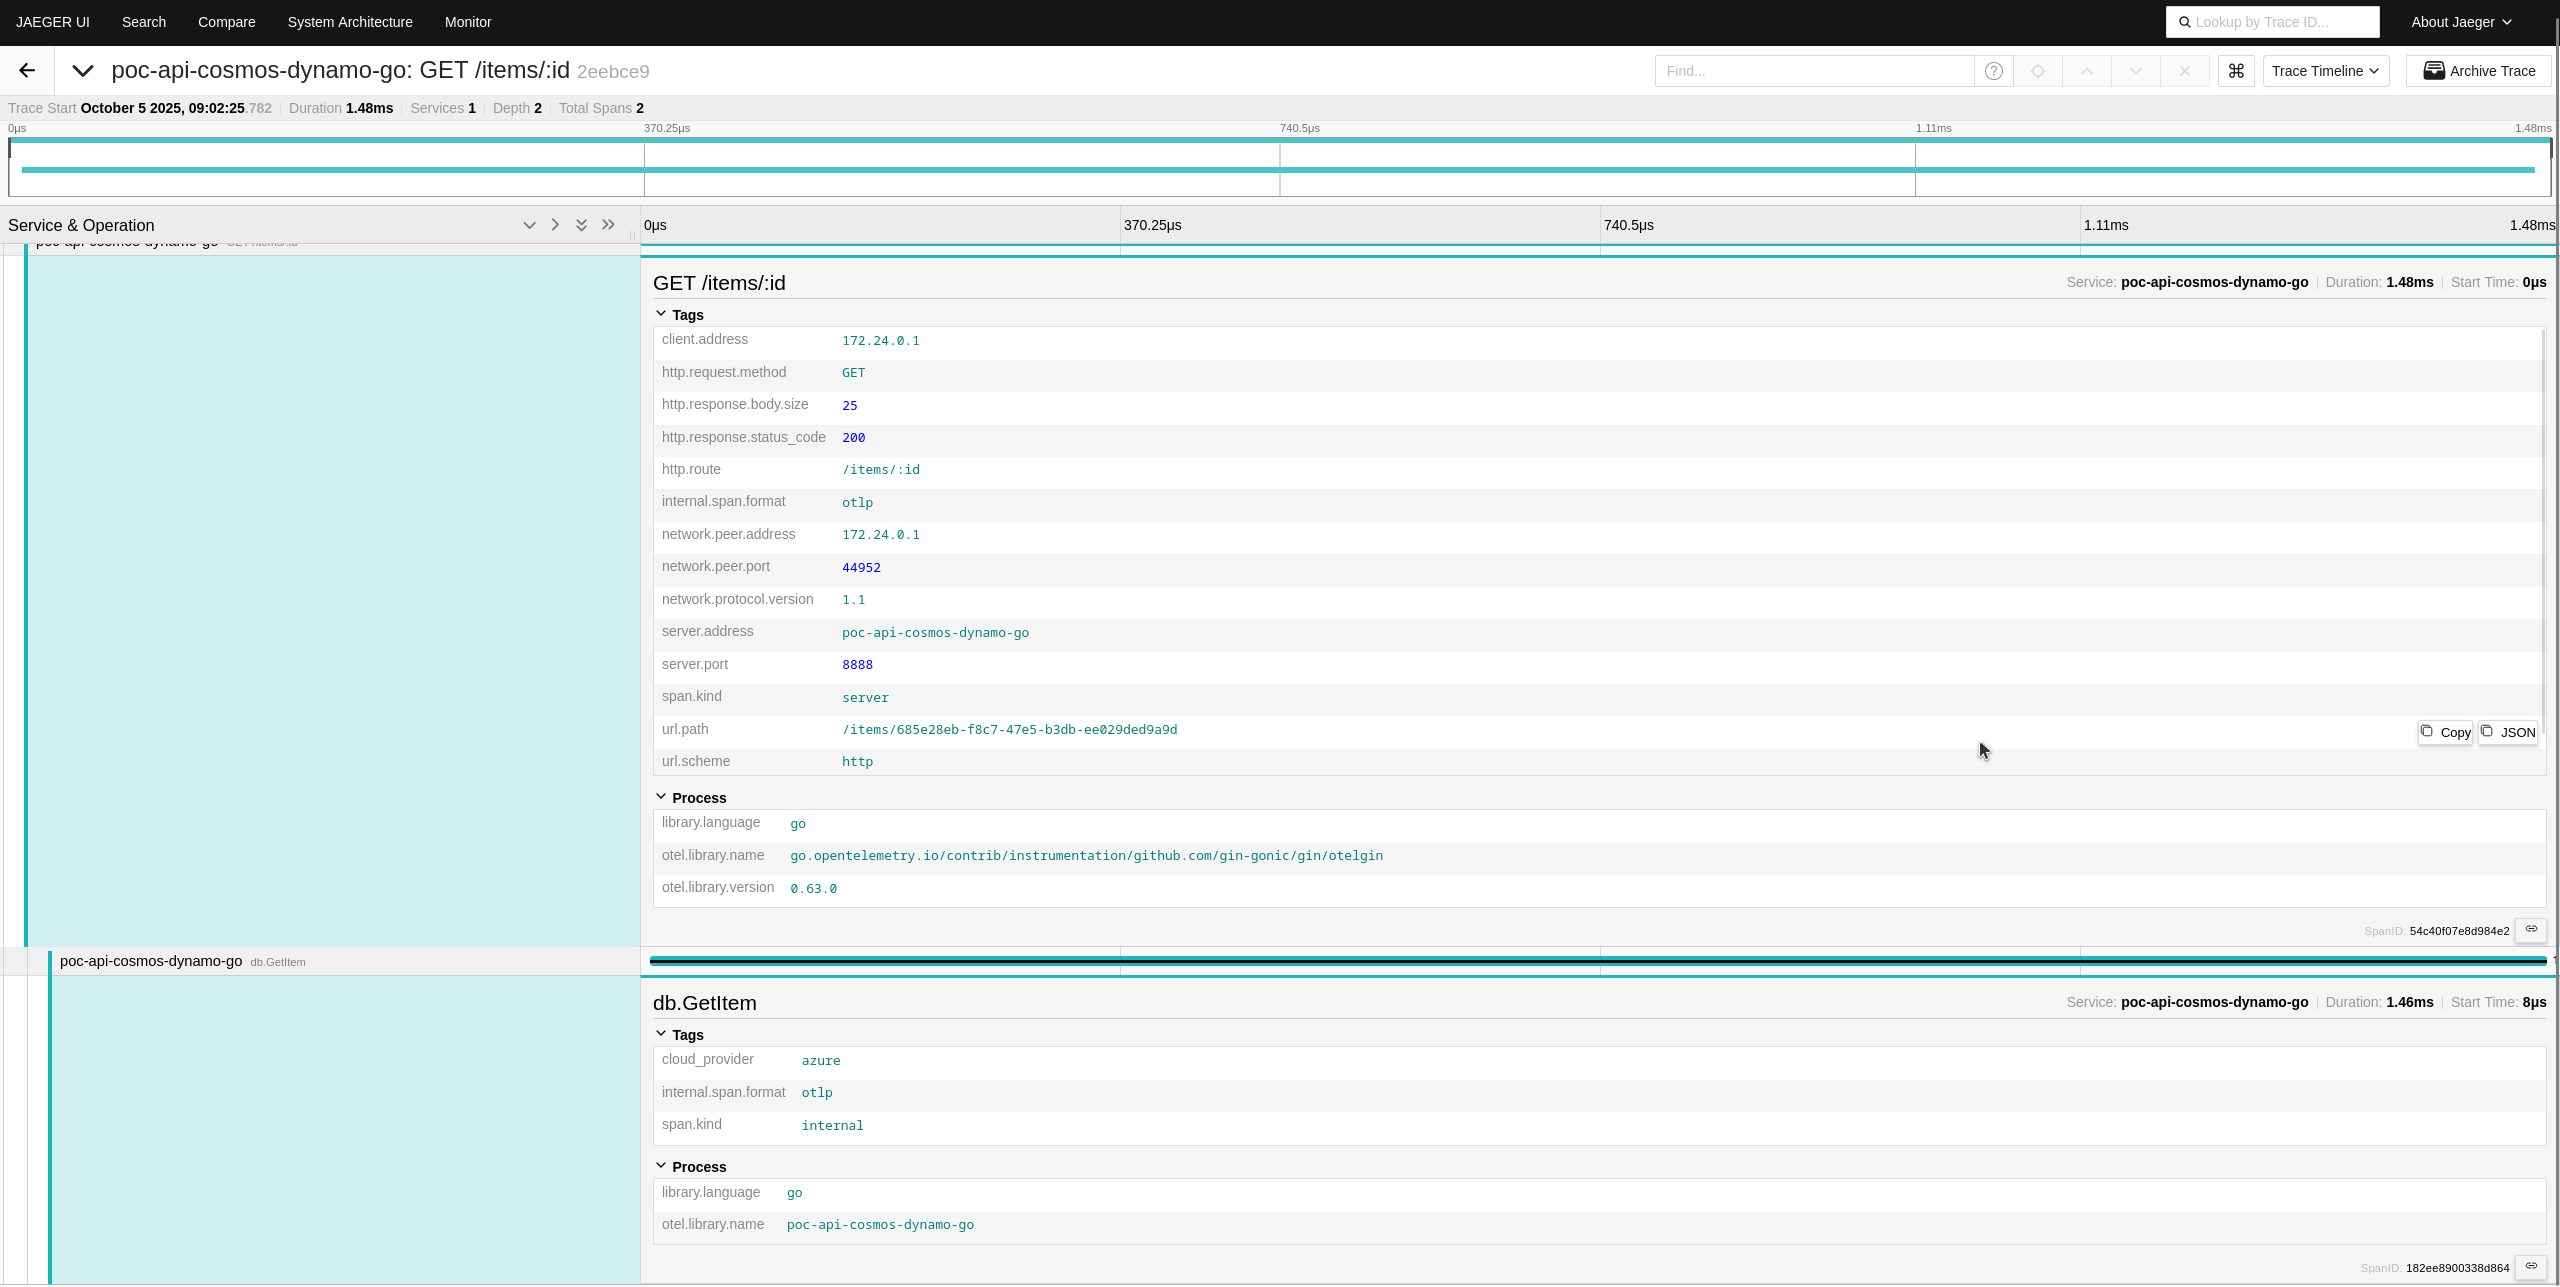 JAEGER UI Search Compare System Architecture Monitor Lookup by Trace ID... About Jaeger
poc-api-cosmos-dynamo-go: GET /items/:id 2eebce9 Find... Trace Timeline Archive Trace
Trace Start October 5 2025, 09:02:25.782 Duration 1.48ms Services 1 Depth 2 Total Spans 2
0μs 370.25μs 740.5μs 1.11ms 1.48ms
Service & Operation 0μs 370.25μs 740.5μs 1.11ms 1.48ms
poc-api-cosmos-dynamo-go GET /items/:id
GET /items/:id Service: poc-api-cosmos-dynamo-go Duration: 1.48ms Start Time: 0μs
Tags
client.address 172.24.0.1
http.request.method GET
http.response.body.size 25
http.response.status_code 200
http.route /items/:id
internal.span.format otlp
network.peer.address 172.24.0.1
network.peer.port 44952
network.protocol.version 1.1
server.address poc-api-cosmos-dynamo-go
server.port 8888
span.kind server
url.path /items/685e28eb-f8c7-47e5-b3db-ee029ded9a9d Copy JSON
url.scheme http
Process
library.language go
otel.library.name go.opentelemetry.io/contrib/instrumentation/github.com/gin-gonic/gin/otelgin
otel.library.version 0.63.0
SpanID: 54c40f07e8d984e2
poc-api-cosmos-dynamo-go db.GetItem
db.GetItem Service: poc-api-cosmos-dynamo-go Duration: 1.46ms Start Time: 8μs
Tags
cloud_provider azure
internal.span.format otlp
span.kind internal
Process
library.language go
otel.library.name poc-api-cosmos-dynamo-go
SpanID: 182ee8900338d864